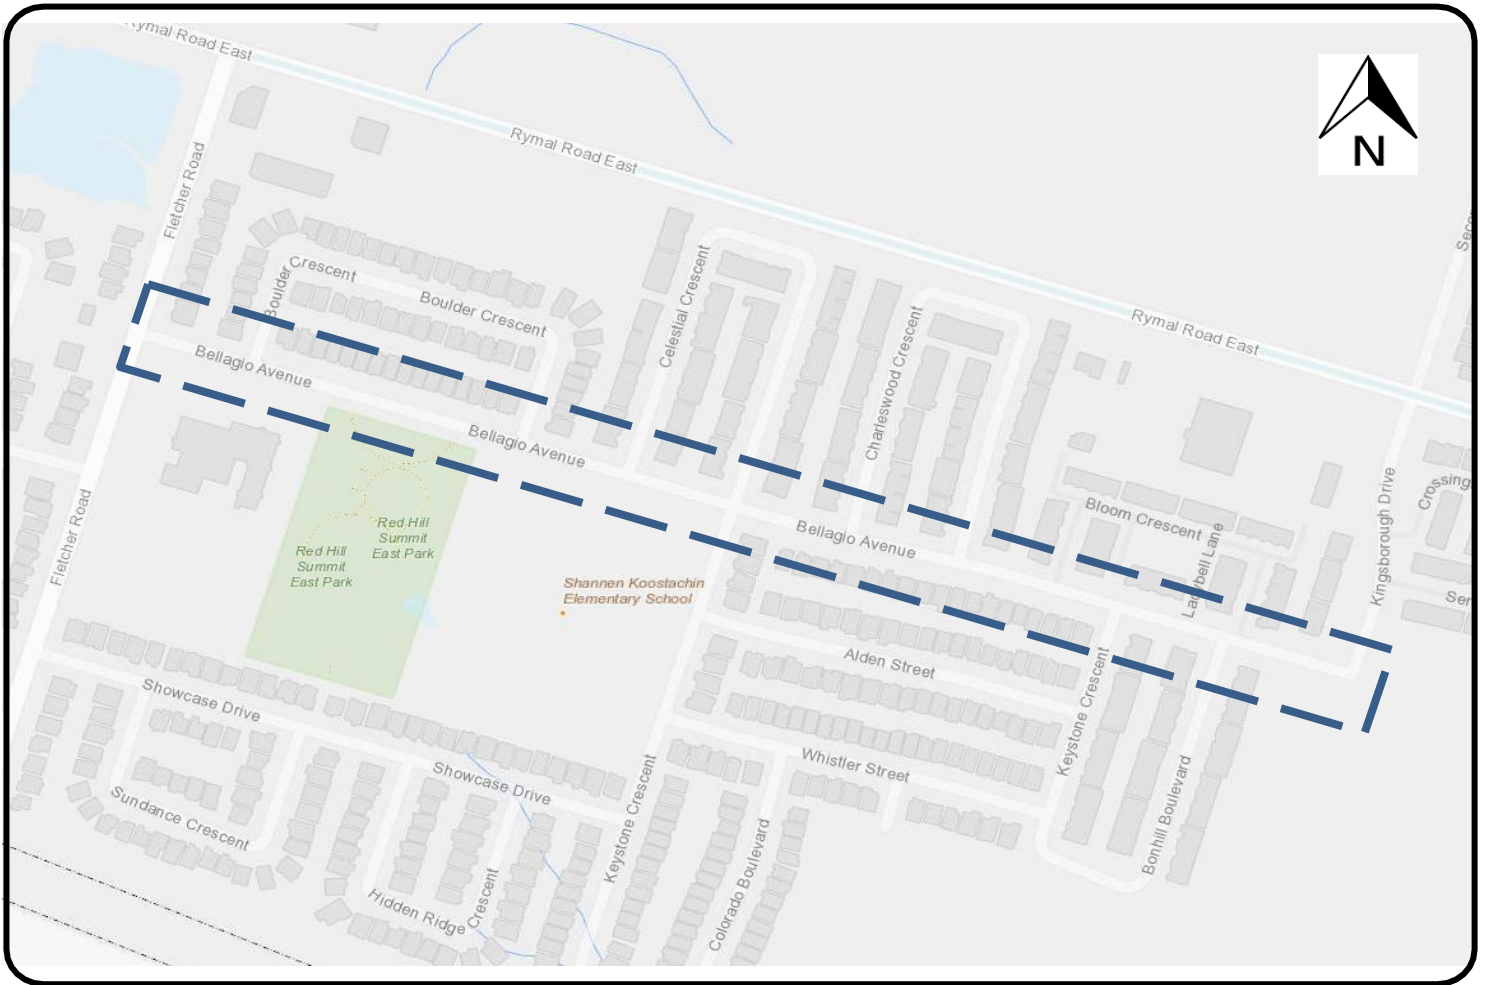 Rymal Road East
N
Rymal Road East
Fletcher Road
Boulder
Crescent
Boulder Crescent
Celestial Crescent
Charleswood Crescent
Rymal Road East
Bellagio Avenue
Bellagio Avenue
Bellagio Avenue
Bloom Crescent
Ladybell Lane
Kingsborough Drive
Crossing
Fletcher Road
Red Hill
Summit
East Park
Red Hill
Summit
East Park
Shannen Koostachin
Elementary School
Alden Street
Keystone Crescent
Showcase Drive
Showcase Drive
Whistler Street
Sundance Crescent
Keystone Crescent
Colorado Boulevard
Bonhill Boulevard
Hidden Ridge
Crescent